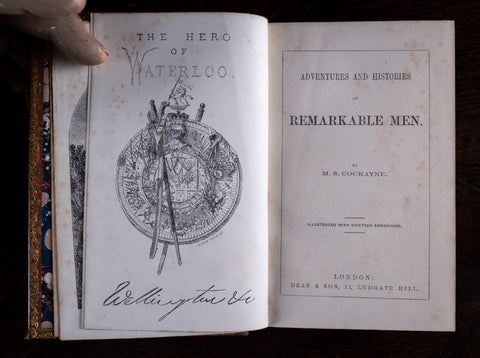 THE HERO
OF
WATERLOO.
Wellington &c
ADVENTURES AND HISTORIES
OF
REMARKABLE MEN.
BY
M. S. COCKAYNE.
ILLUSTRATED WITH NINETEEN ENGRAVINGS.
LONDON:
DEAN & SON, 11, LUDGATE HILL.